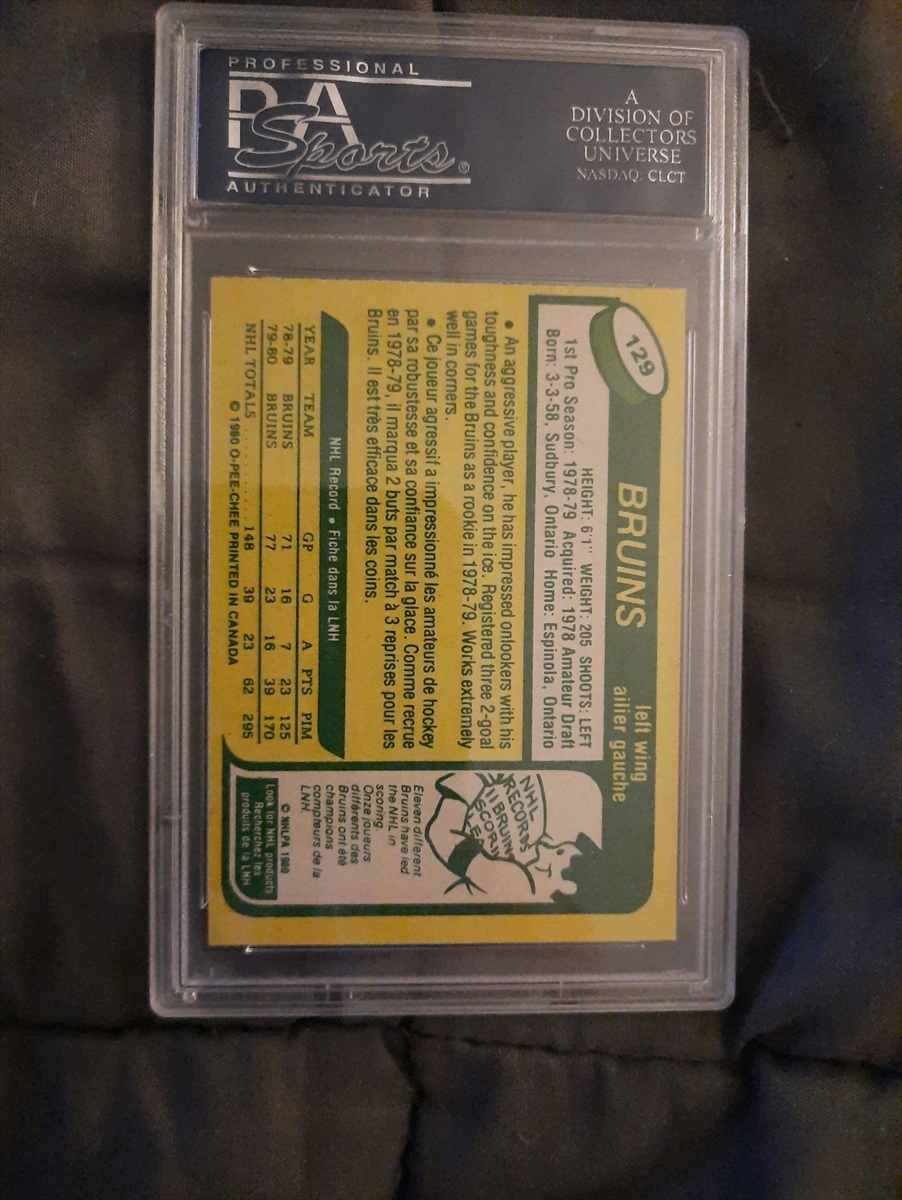 PROFESSIONAL
PSA
Sports®
AUTHENTICATOR
A
DIVISION OF
COLLECTORS
UNIVERSE
NASDAQ: CLCT
129
BRUINS
left wing
ailier gauche
HEIGHT: 6'1" WEIGHT: 205 SHOOTS: LEFT
1st Pro Season: 1978-79 Acquired: 1978 Amateur Draft
Born: 3-3-58, Sudbury, Ontario Home: Espinola, Ontario
• An aggressive player, he has impressed onlookers with his
toughness and confidence on the ice. Registered three 2-goal
games for the Bruins as a rookie in 1978-79. Works extremely
well in corners.
• Ce joueur agressif a impressionné les amateurs de hockey
par sa robustesse et sa confiance sur la glace. Comme recrue
en 1978-79, il marqua 2 buts par match à 3 reprises pour les
Bruins. Il est très efficace dans les coins.
NHL Record • Fiche dans la LNH
YEAR TEAM GP G A PTS PIM
78-79 BRUINS 71 16 7 23 125
79-80 BRUINS 77 23 16 39 170
NHL TOTALS .......... 148 39 23 62 295
© 1980 O-PEE-CHEE PRINTED IN CANADA
NHL
RECORDS
11 BRUIN
SCORIN
LEA
Eleven different
Bruins have led
the NHL in
scoring.
Onze joueurs
différents des
Bruins ont été
champions
compteurs de la
LNH.
© NHLPA 1980
Look for NHL products
Recherchez les
produits de la LNH